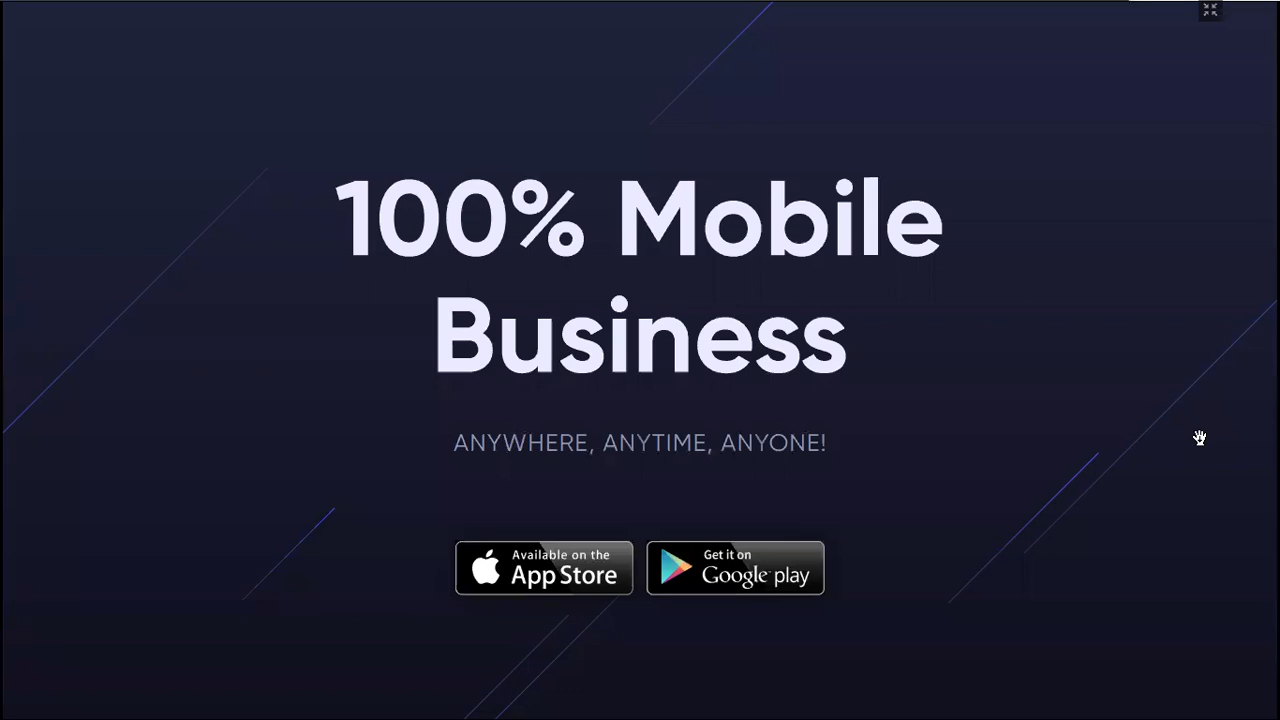 100% Mobile
Business
ANYWHERE, ANYTIME, ANYONE!
Available on the
App Store
Get it on
Google play